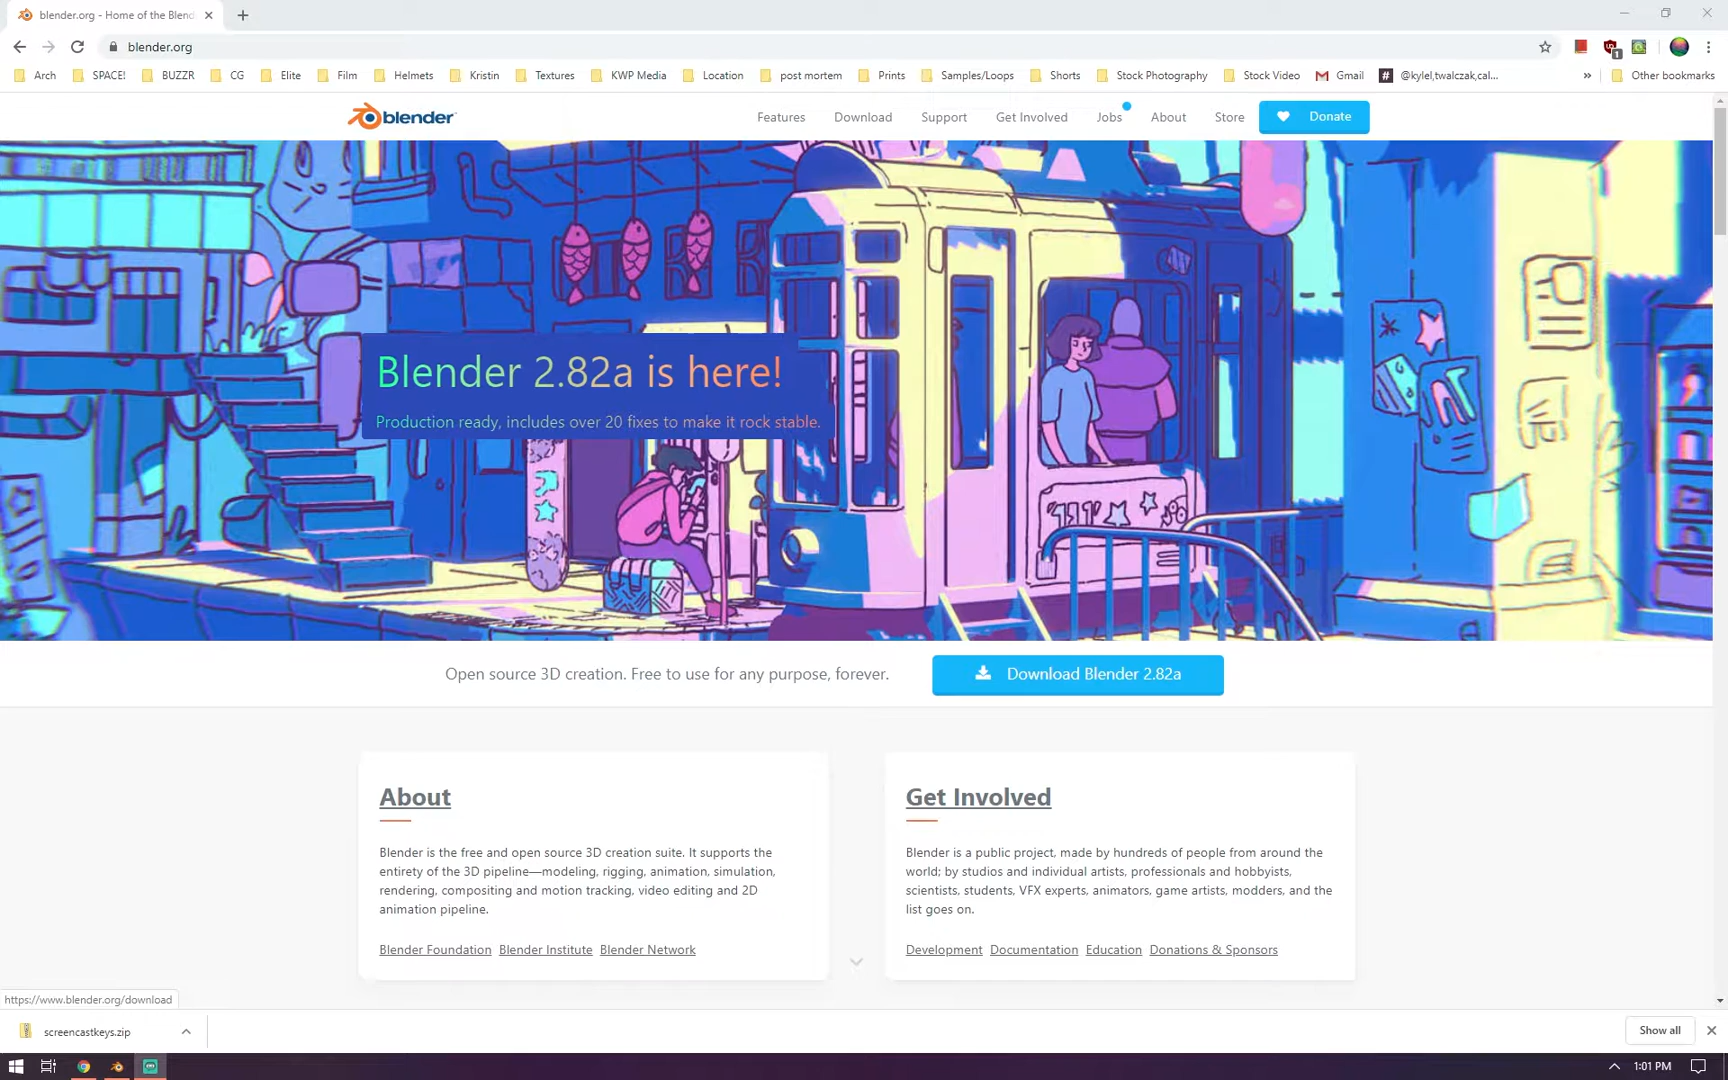 blender.org - Home of the Blend
blender.org
Arch
SPACE!
BUZZR
CG
Elite
Film
Helmets
Kristin
Textures
KWP Media
Location
post mortem
Prints
Samples/Loops
Shorts
Stock Photography
Stock Video
Gmail
@kylel,twalczak,cal...
»
Other bookmarks
blender
Features
Download
Support
Get Involved
Jobs
About
Store
Donate
Blender 2.82a is here!
Production ready, includes over 20 fixes to make it rock stable.
Open source 3D creation. Free to use for any purpose, forever.
Download Blender 2.82a
About
Blender is the free and open source 3D creation suite. It supports the
entirety of the 3D pipeline—modeling, rigging, animation, simulation,
rendering, compositing and motion tracking, video editing and 2D
animation pipeline.
Blender Foundation Blender Institute Blender Network
Get Involved
Blender is a public project, made by hundreds of people from around the
world; by studios and individual artists, professionals and hobbyists,
scientists, students, VFX experts, animators, game artists, modders, and the
list goes on.
Development Documentation Education Donations & Sponsors
https://www.blender.org/download
screencastkeys.zip
Show all
1:01 PM